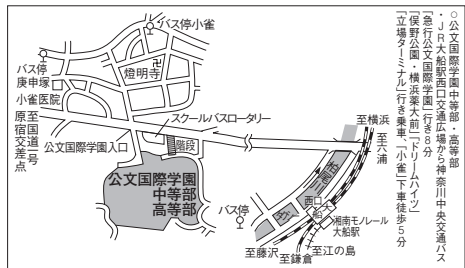 ○公文国際学園中等部・高等部
・JR大船駅西口交通広場から神奈川中央交通バス
「急行公文国際学園」行き8分
「俣野公園・横浜薬大前」「ドリームハイツ」
「立場ターミナル」行き乗車、「小雀」下車徒歩5分
バス停小雀
燈明寺
バス停
庚申塚
小雀医院
至国道一号
原宿交差点
スクールバスロータリー
公文国際学園入口
階段
公文国際学園
中等部
高等部
至横浜
至六浦
柏尾川
バス停
西口
大船
湘南モノレール
大船駅
至江の島
至鎌倉
至藤沢